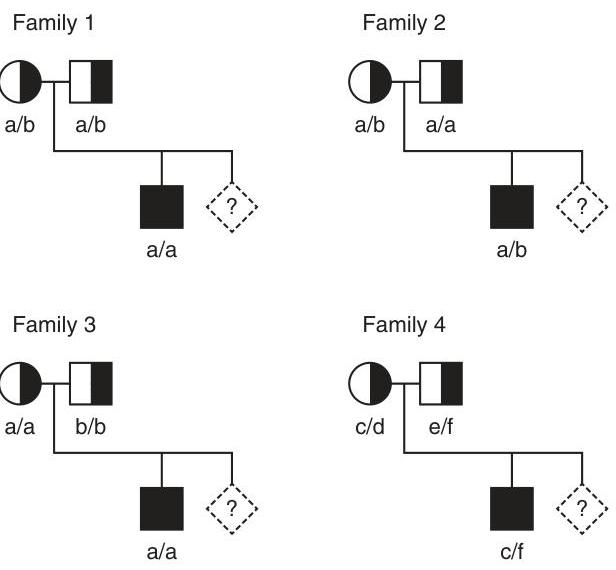 Family 1
a/b a/b
?
a/a
Family 2
a/b a/a
?
a/b
Family 3
a/a b/b
?
a/a
Family 4
c/d e/f
?
c/f